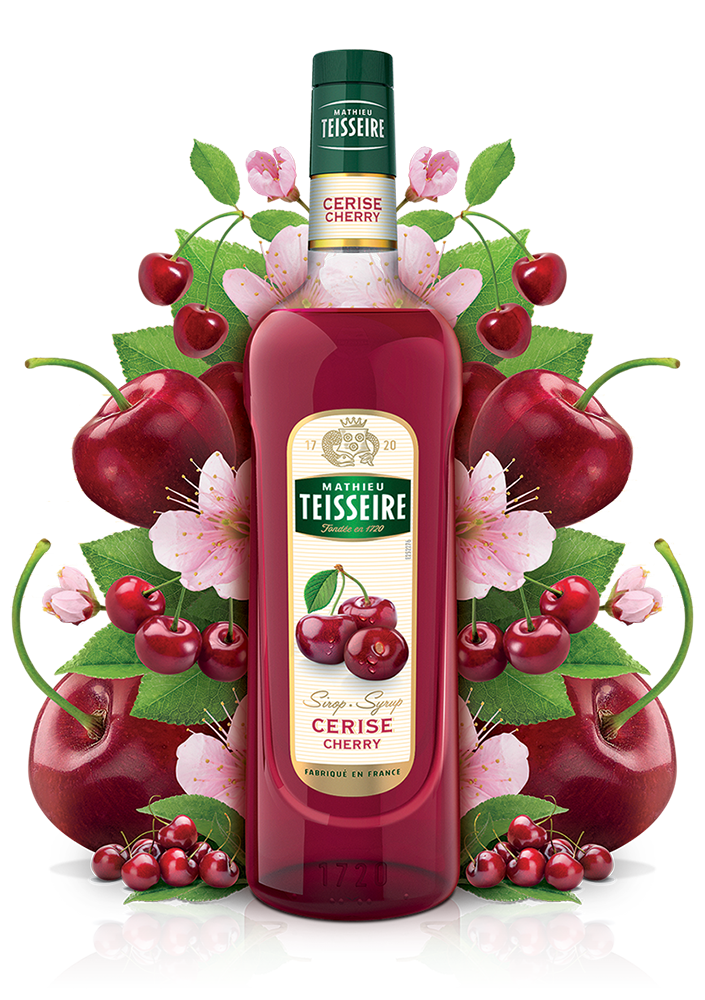 MATHIEU
TEISSEIRE
CERISE
CHERRY
17 20
MATHIEU
TEISSEIRE
Fondée en 1720
Sirop · Syrup
CERISE
CHERRY
FABRIQUÉ EN FRANCE
1720